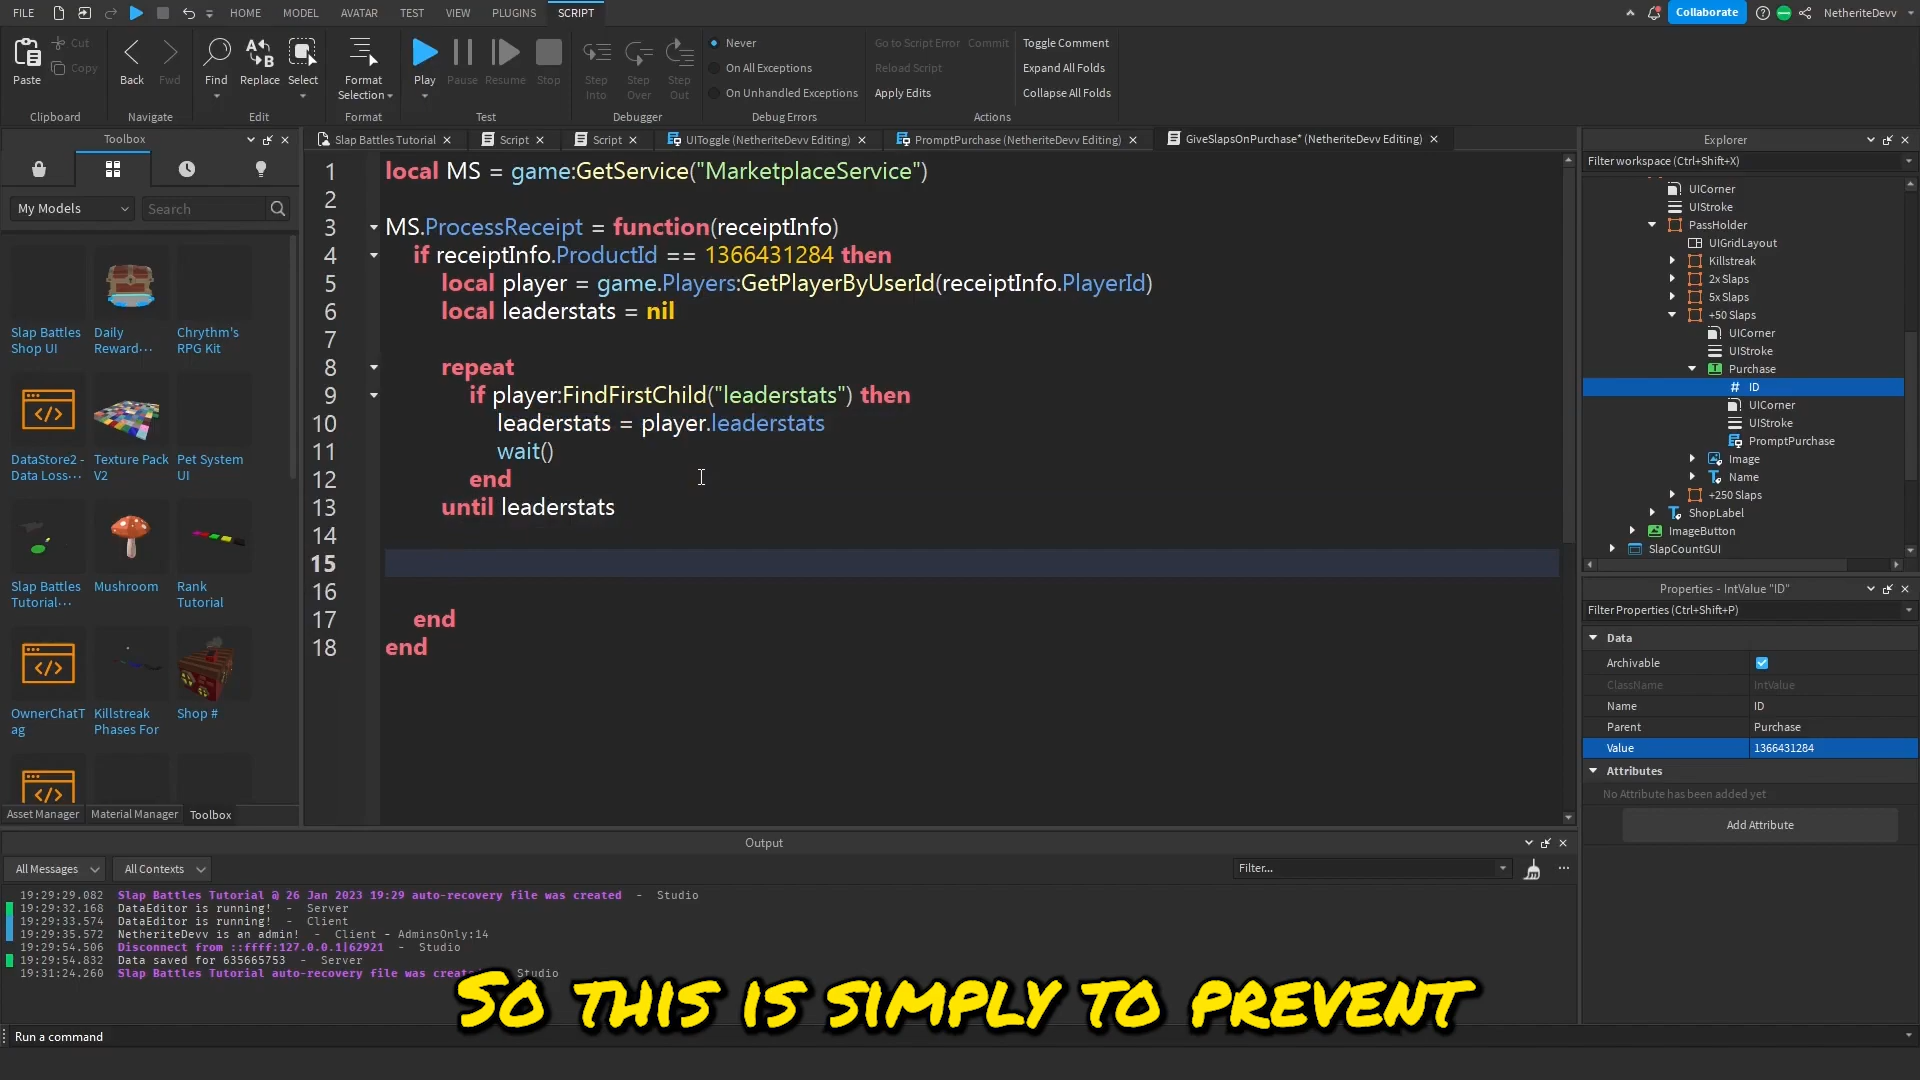 FILE HOME MODEL AVATAR TEST VIEW PLUGINS SCRIPT Collaborate NetheriteDevv
Paste Cut Copy Back Fwd Find Replace Select Format Selection Play Pause Resume Stop Step Into Step Over Step Out
Never Go to Script Error Commit Toggle Comment
On All Exceptions Reload Script Expand All Folds
On Unhandled Exceptions Apply Edits Collapse All Folds
Clipboard Navigate Edit Format Test Debugger Debug Errors Actions
Toolbox
Slap Battles Tutorial Script Script UIToggle (NetheriteDevv Editing) PromptPurchase (NetheriteDevv Editing) GiveSlapsOnPurchase* (NetheriteDevv Editing)
My Models Search
Slap Battles Shop UI
Daily Reward...
Chrythm's RPG Kit
DataStore2 - Data Loss...
Texture Pack V2
Pet System UI
Slap Battles Tutorial...
Mushroom
Rank Tutorial
OwnerChatTag
Killstreak Phases For
Shop #
Asset Manager Material Manager Toolbox
1 local MS = game:GetService("MarketplaceService")
2
3 MS.ProcessReceipt = function(receiptInfo)
4 if receiptInfo.ProductId == 1366431284 then
5 local player = game.Players:GetPlayerByUserId(receiptInfo.PlayerId)
6 local leaderstats = nil
7
8 repeat
9 if player:FindFirstChild("leaderstats") then
10 leaderstats = player.leaderstats
11 wait()
12 end
13 until leaderstats
14
15
16
17 end
18 end
Explorer
Filter workspace (Ctrl+Shift+X)
UICorner
UIStroke
PassHolder
UIGridLayout
Killstreak
2x Slaps
5x Slaps
+50 Slaps
UICorner
UIStroke
Purchase
ID
UICorner
UIStroke
PromptPurchase
Image
Name
+250 Slaps
ShopLabel
ImageButton
SlapCountGUI
Properties - IntValue "ID"
Filter Properties (Ctrl+Shift+P)
Data
Archivable
ClassName IntValue
Name ID
Parent Purchase
Value 1366431284
Attributes
No Attribute has been added yet
Add Attribute
Output
All Messages All Contexts Filter...
19:29:29.082 Slap Battles Tutorial @ 26 Jan 2023 19:29 auto-recovery file was created - Studio
19:29:32.168 DataEditor is running! - Server
19:29:33.574 DataEditor is running! - Client
19:29:35.572 NetheriteDevv is an admin! - Client - AdminsOnly:14
19:29:54.506 Disconnect from ::ffff:127.0.0.1|62921 - Studio
19:29:54.832 Data saved for 635665753 - Server
19:31:24.260 Slap Battles Tutorial auto-recovery file was Studio
So this is simply to prevent
Run a command